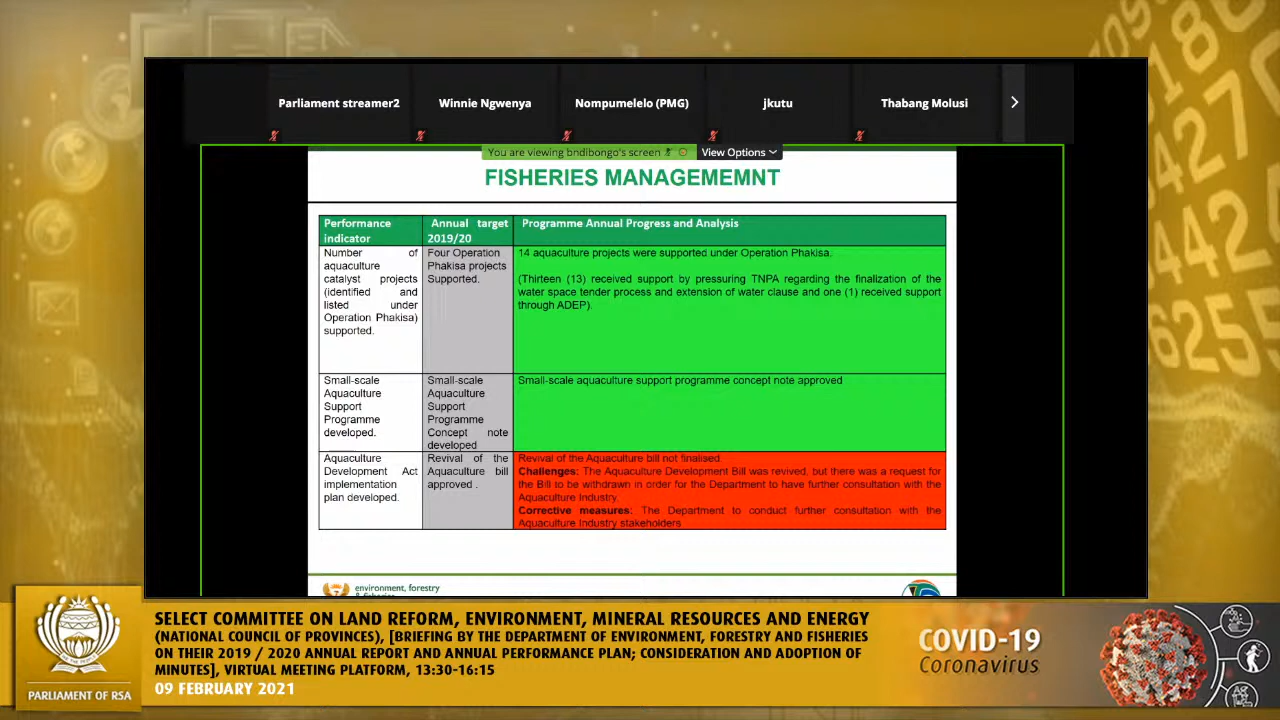 Parliament streamer2
Winnie Ngwenya
Nompumelelo (PMG)
jkutu
Thabang Molusi
You are viewing bndibongo's screen
View Options
FISHERIES MANAGEMEMNT
Performance indicator
Annual target 2019/20
Programme Annual Progress and Analysis
Number of
aquaculture
catalyst projects
(identified and
listed under
Operation Phakisa)
supported.
Four Operation
Phakisa projects
Supported.
14 aquaculture projects were supported under Operation Phakisa.
(Thirteen (13) received support by pressuring TNPA regarding the finalization of the
water space tender process and extension of water clause and one (1) received support
through ADEP).
Small-scale
Aquaculture
Support
Programme
developed.
Small-scale
Aquaculture
Support
Programme
Concept note
developed
Small-scale aquaculture support programme concept note approved
Aquaculture
Development Act
implementation
plan developed.
Revival of the
Aquaculture bill
approved .
Revival of the Aquaculture bill not finalised
Challenges: The Aquaculture Development Bill was revived, but there was a request for
the Bill to be withdrawn in order for the Department to have further consultation with the
Aquaculture Industry.
Corrective measures: The Department to conduct further consultation with the
Aquaculture Industry stakeholders
environment, forestry
& fisheries
PARLIAMENT OF RSA
SELECT COMMITTEE ON LAND REFORM, ENVIRONMENT, MINERAL RESOURCES AND ENERGY
(NATIONAL COUNCIL OF PROVINCES), [BRIEFING BY THE DEPARTMENT OF ENVIRONMENT, FORESTRY AND FISHERIES
ON THEIR 2019 / 2020 ANNUAL REPORT AND ANNUAL PERFORMANCE PLAN; CONSIDERATION AND ADOPTION OF
MINUTES], VIRTUAL MEETING PLATFORM, 13:30-16:15
09 FEBRUARY 2021
COVID-19
Coronavirus